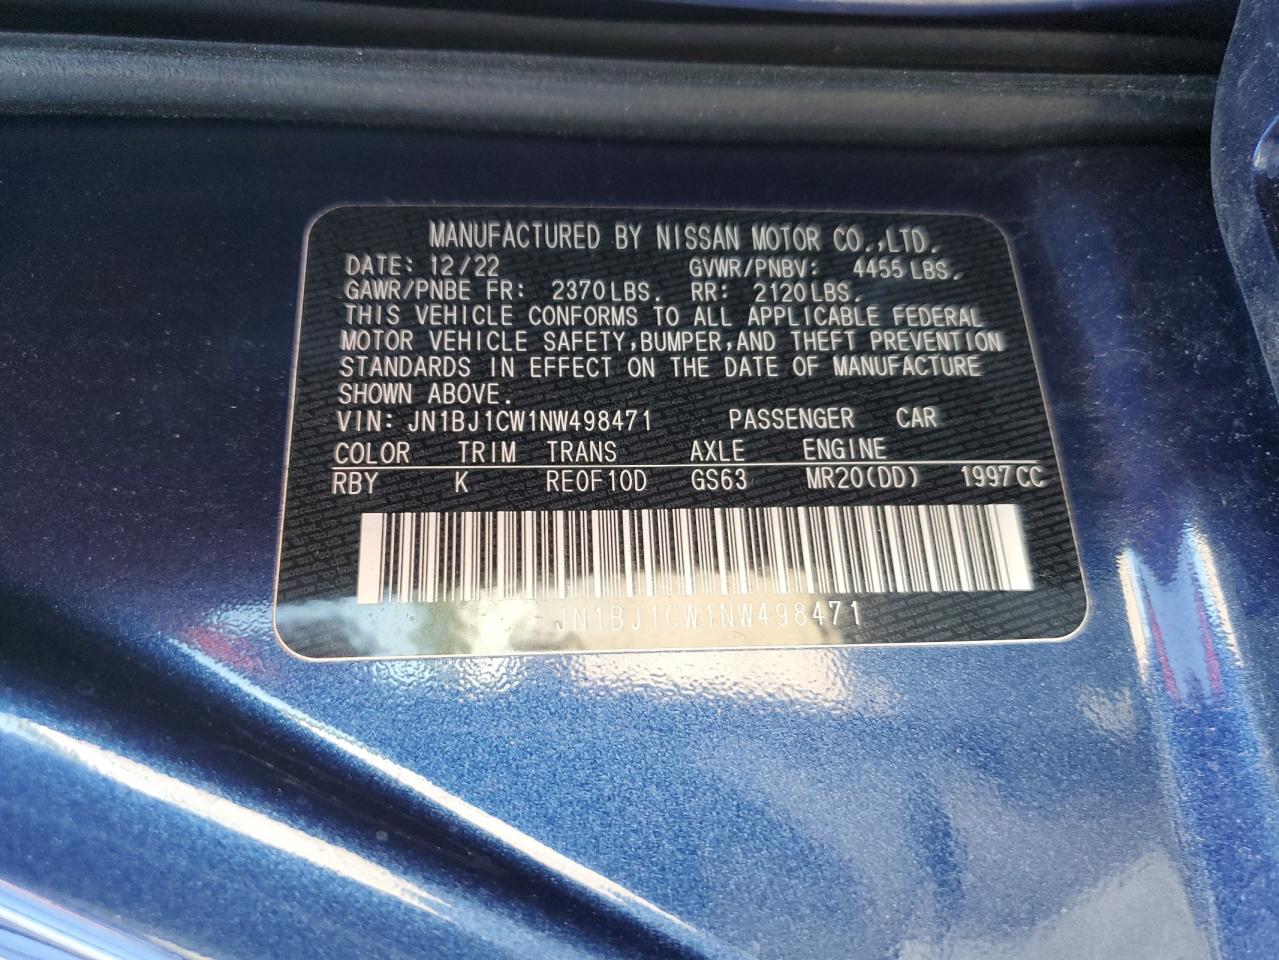 MANUFACTURED BY NISSAN MOTOR CO.,LTD.
DATE: 12/22 GVWR/PNBV: 4455 LBS.
GAWR/PNBE FR: 2370 LBS. RR: 2120 LBS.
THIS VEHICLE CONFORMS TO ALL APPLICABLE FEDERAL
MOTOR VEHICLE SAFETY,BUMPER,AND THEFT PREVENTION
STANDARDS IN EFFECT ON THE DATE OF MANUFACTURE
SHOWN ABOVE.
VIN: JN1BJ1CW1NW498471 PASSENGER CAR
COLOR TRIM TRANS AXLE ENGINE
RBY K RE0F10D GS63 MR20(DD) 1997CC
JN1BJ1CW1NW498471